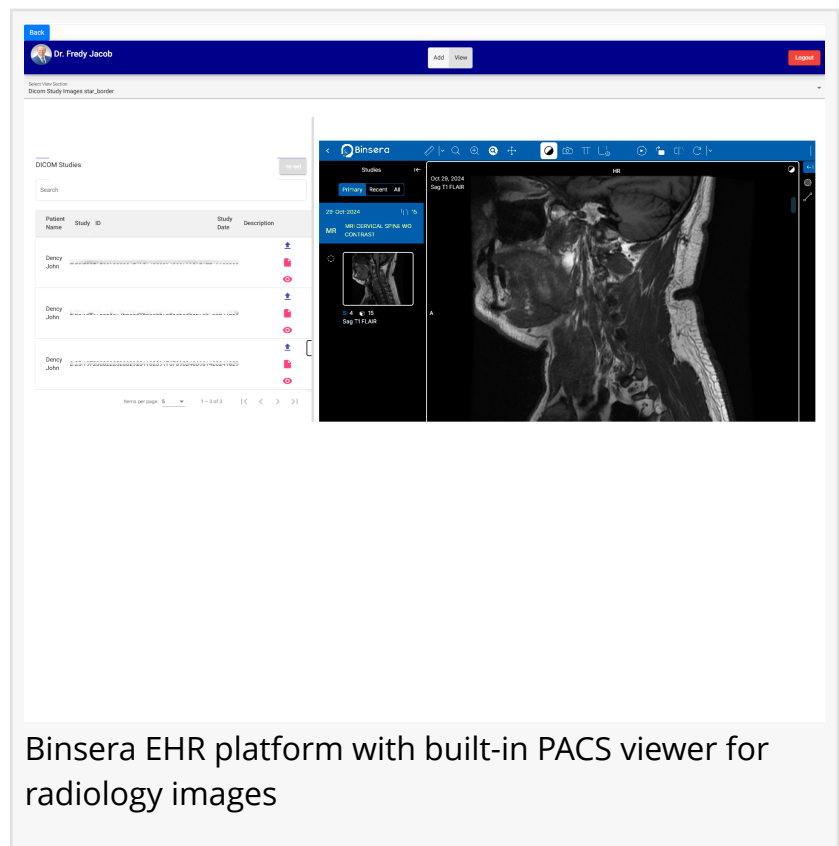 Back
Dr. Fredy Jacob
Add View
Logout
Select View Section
Dicom Study Images star_border
DICOM Studies
Search
Patient Name
Study ID
Study Date
Description
Dency John
Dency John
Dency John
Items per page: 5
1 – 3 of 3
Binsera
Studies
Primary Recent All
29-Oct-2024
15
MR
MRI CERVICAL SPINE WO CONTRAST
S: 4 15
Sag T1 FLAIR
Oct 29, 2024
Sag T1 FLAIR
HR
A
Binsera EHR platform with built-in PACS viewer for
radiology images